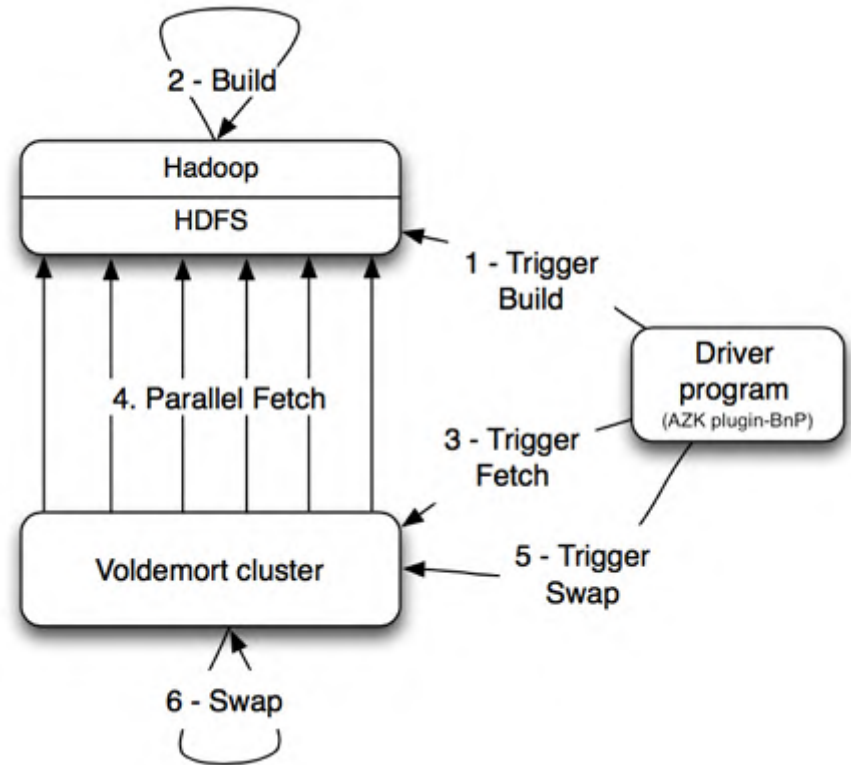 2 - Build
Hadoop
HDFS
1 - Trigger
Build
Driver
program
(AZK plugin-BnP)
4. Parallel Fetch
3 - Trigger
Fetch
Voldemort cluster
5 - Trigger
Swap
6 - Swap